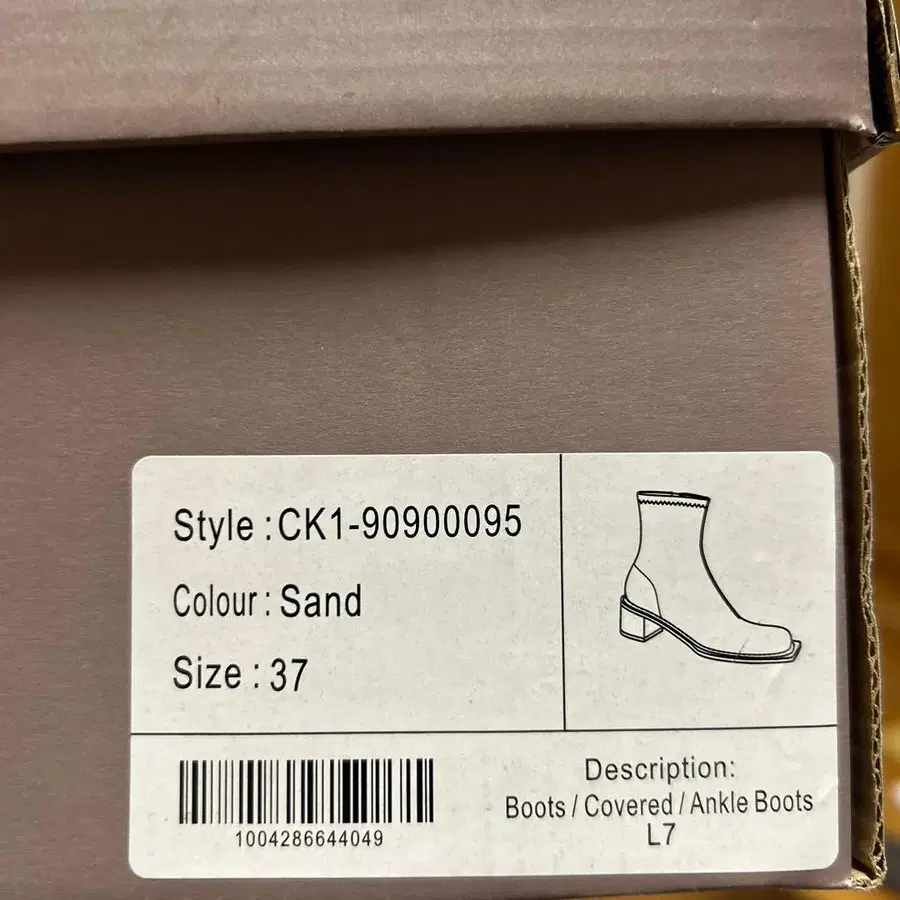 Style : CK1-90900095
Colour : Sand
Size : 37
1004286644049
Description:
Boots / Covered / Ankle Boots
L7